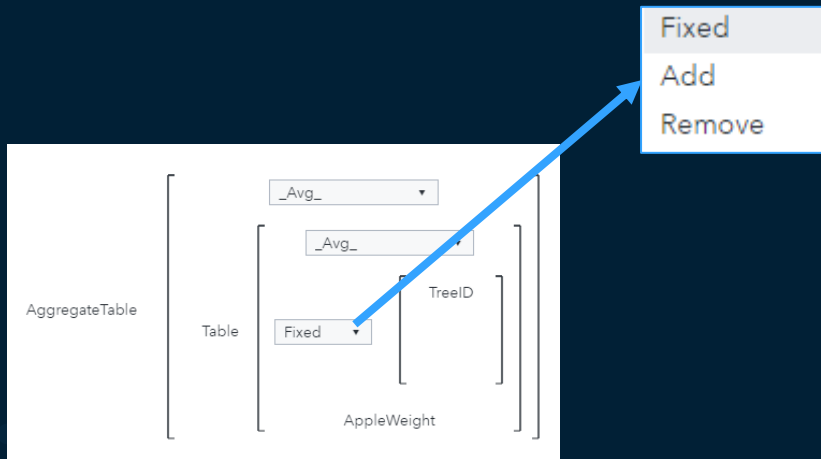 Fixed
Add
Remove
_Avg_
_Avg_
TreeID
AggregateTable
Table
Fixed
AppleWeight